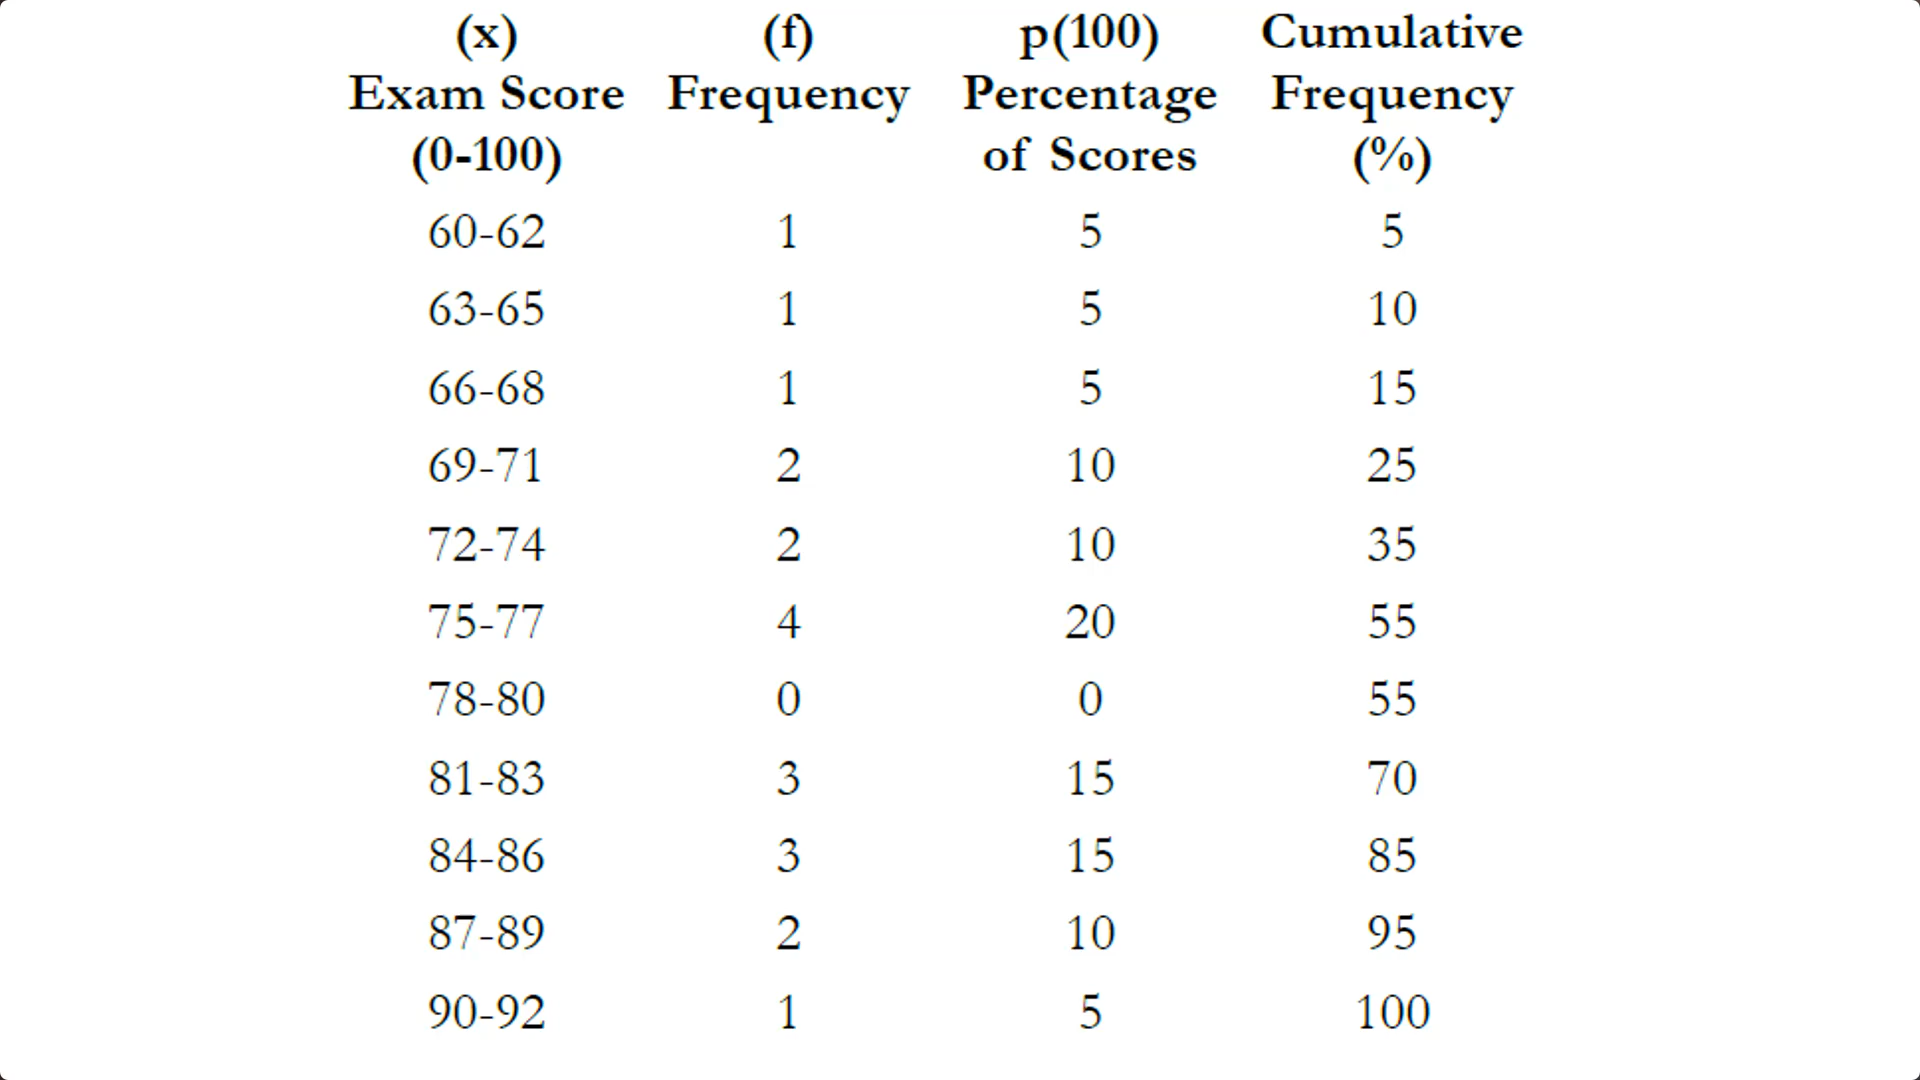 (x) (f) p(100) Cumulative
Exam Score Frequency Percentage Frequency
(0-100) of Scores (%)
60-62 1 5 5
63-65 1 5 10
66-68 1 5 15
69-71 2 10 25
72-74 2 10 35
75-77 4 20 55
78-80 0 0 55
81-83 3 15 70
84-86 3 15 85
87-89 2 10 95
90-92 1 5 100